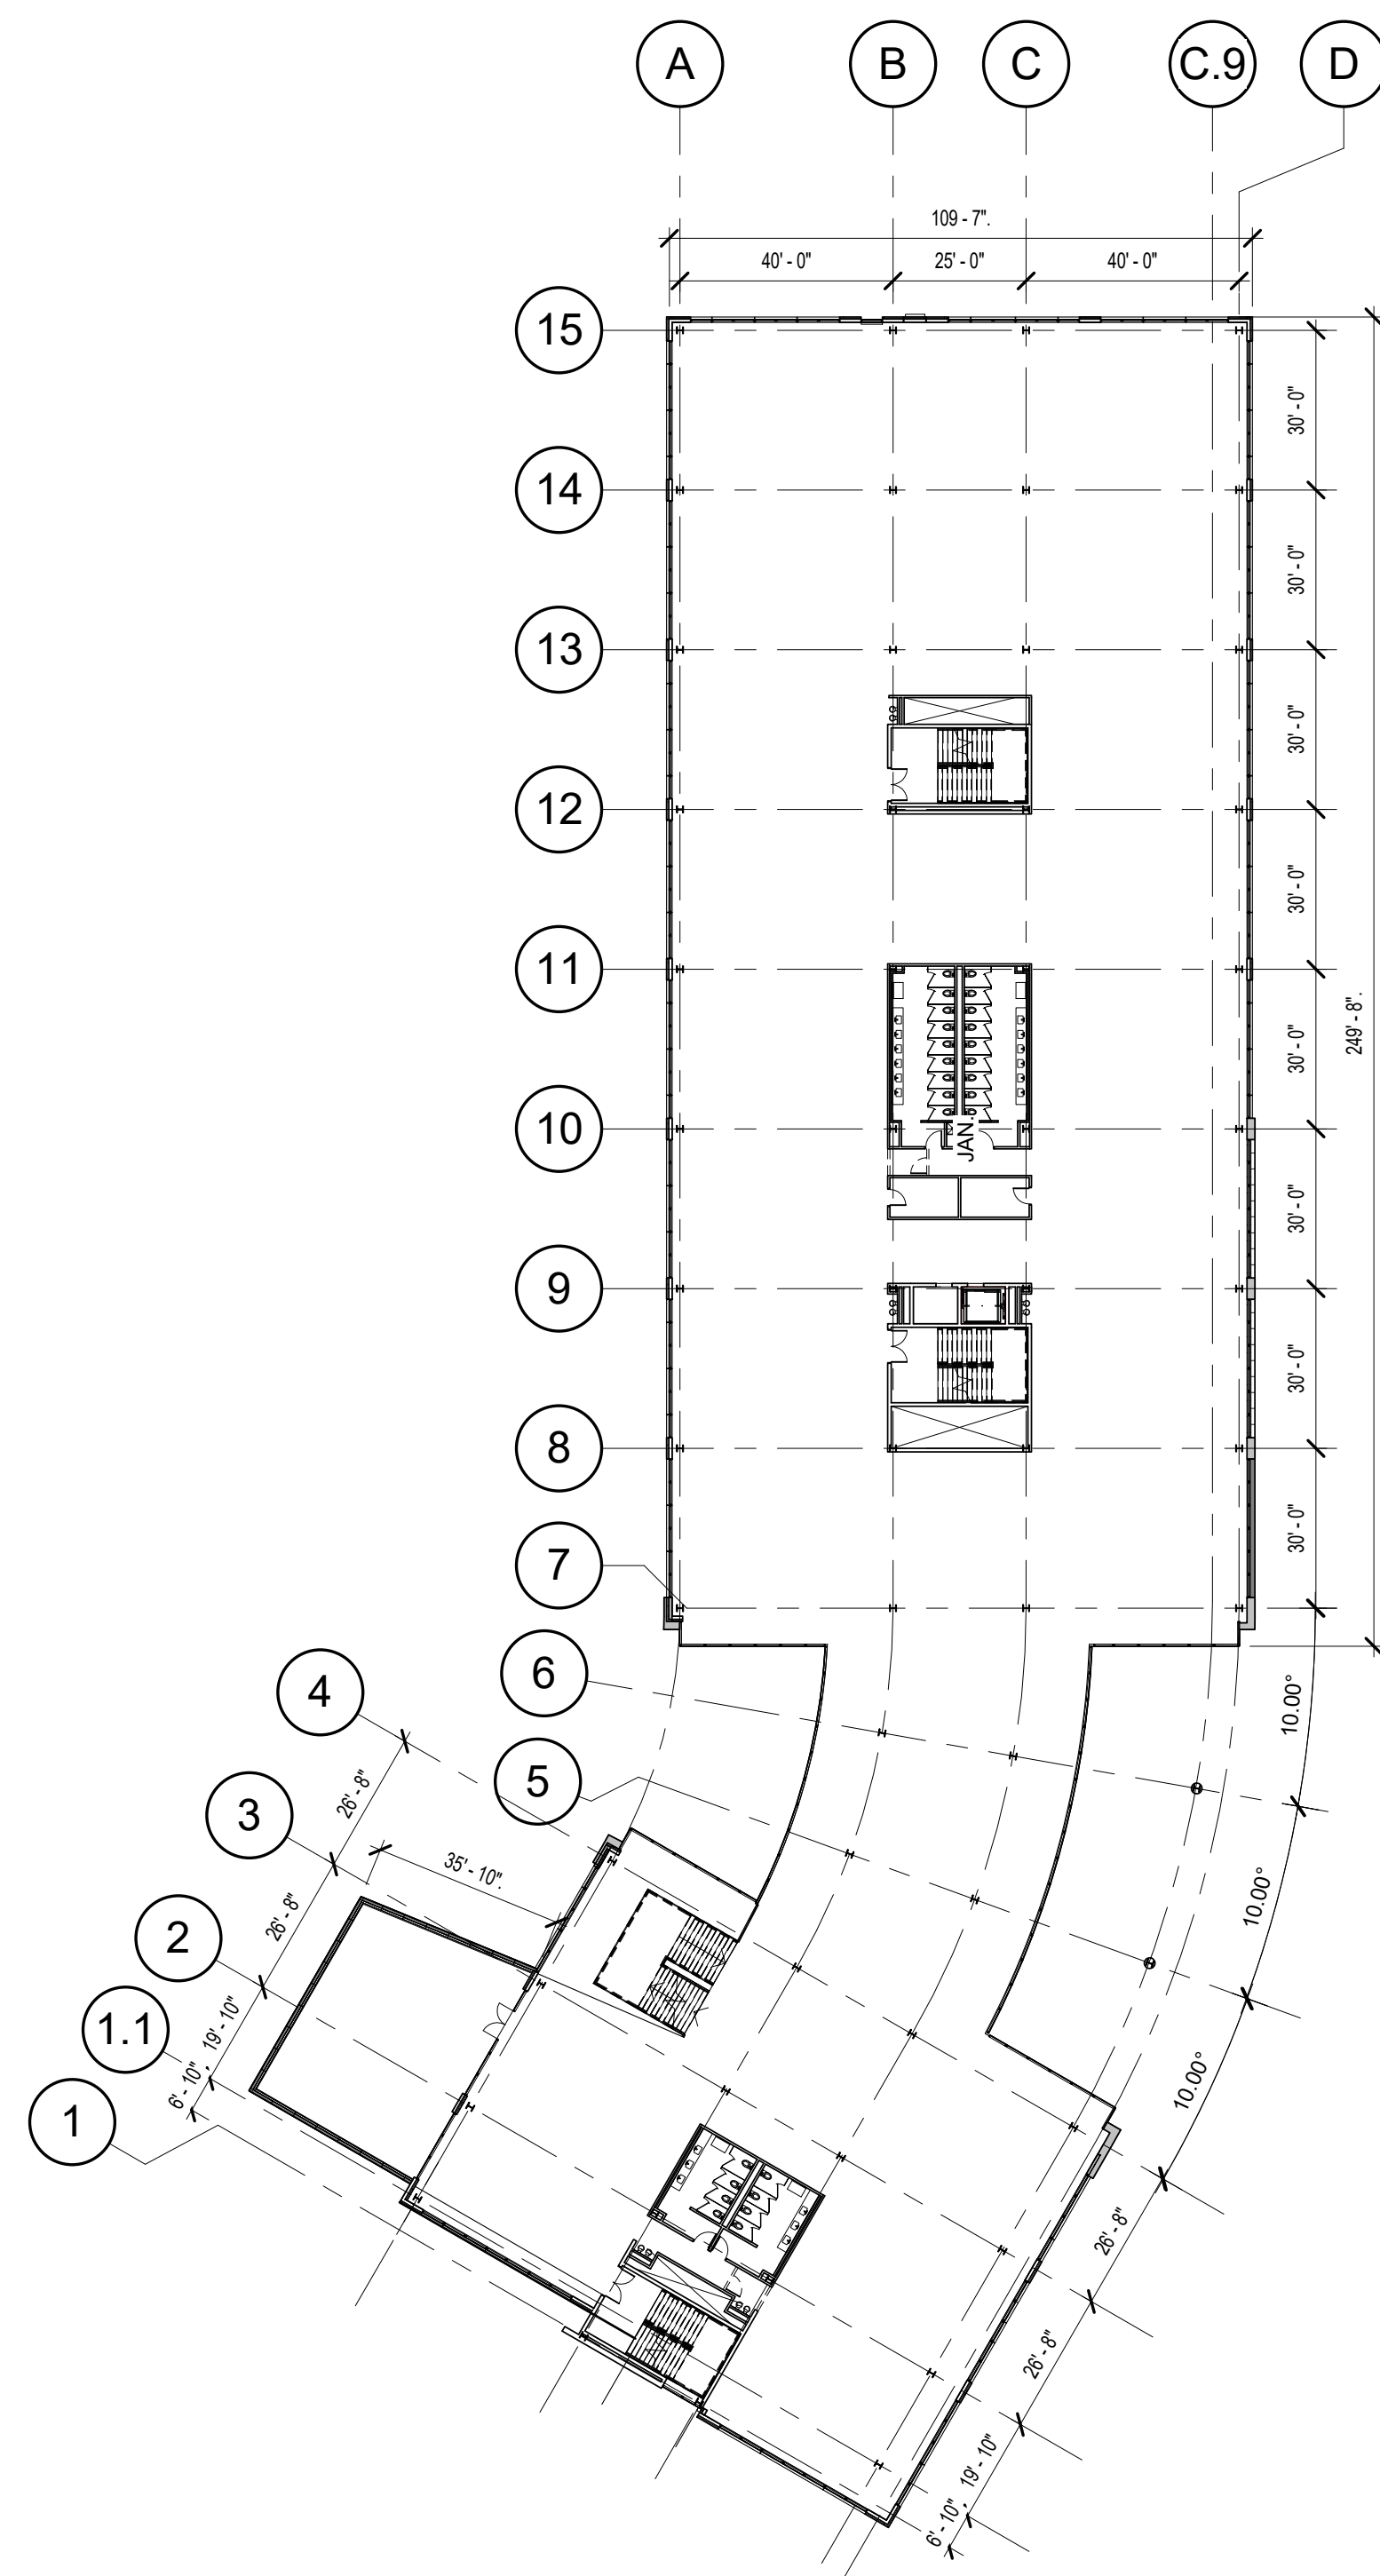 A B C C.9 D
109 - 7".
40' - 0" 25' - 0" 40' - 0"
15
30' - 0"
14
30' - 0"
13
30' - 0"
12
30' - 0"
11
249' - 8".
30' - 0"
10
JAN.
30' - 0"
9
30' - 0"
8
30' - 0"
7
6
4
10.00°
5
26' - 8"
3
35' - 10".
10.00°
26' - 8"
2
1.1
19' - 10"
6' - 10",
10.00°
1
26' - 8"
26' - 8"
19' - 10"
6' - 10",